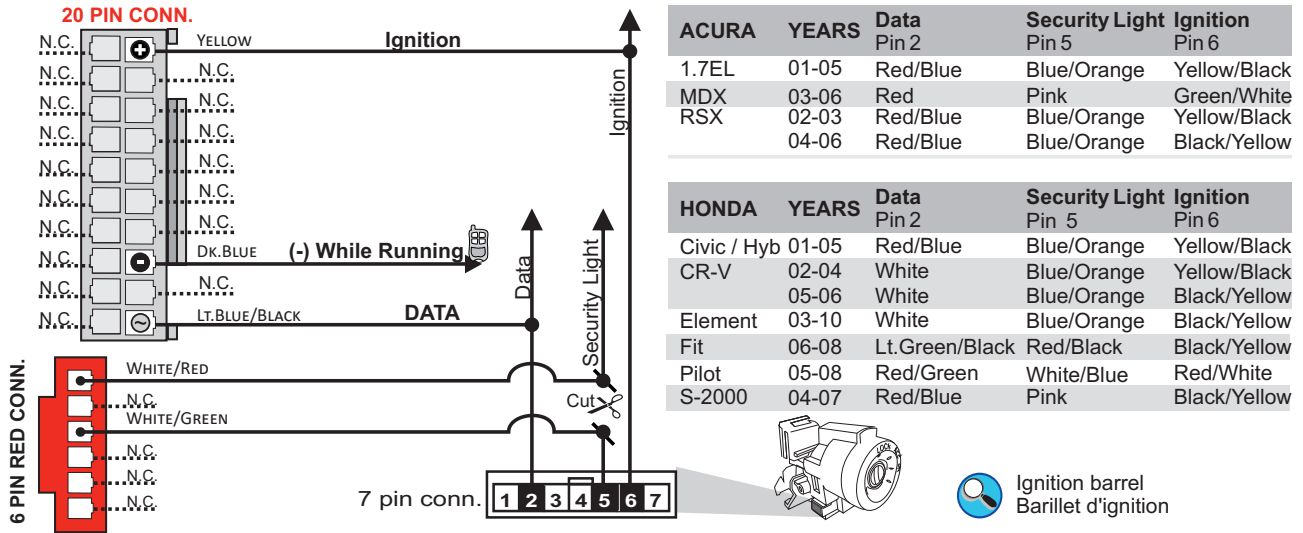 20 PIN CONN.
N.C. YELLOW Ignition
N.C. N.C.
N.C. N.C.
N.C. N.C.
N.C. N.C.
N.C. N.C.
N.C. N.C.
N.C. DK.BLUE (-) While Running
N.C. N.C.
N.C. LT.BLUE/BLACK DATA
Ignition
Data
Security Light
6 PIN RED CONN.
WHITE/RED
N.C.
WHITE/GREEN
N.C.
N.C.
N.C.
Cut
7 pin conn. 1 2 3 4 5 6 7
ACURA YEARS Data Pin 2 Security Light Pin 5 Ignition Pin 6
1.7EL 01-05 Red/Blue Blue/Orange Yellow/Black
MDX 03-06 Red Pink Green/White
RSX 02-03 Red/Blue Blue/Orange Yellow/Black
04-06 Red/Blue Blue/Orange Black/Yellow
HONDA YEARS Data Pin 2 Security Light Pin 5 Ignition Pin 6
Civic / Hyb 01-05 Red/Blue Blue/Orange Yellow/Black
CR-V 02-04 White Blue/Orange Yellow/Black
05-06 White Blue/Orange Black/Yellow
Element 03-10 White Blue/Orange Black/Yellow
Fit 06-08 Lt.Green/Black Red/Black Black/Yellow
Pilot 05-08 Red/Green White/Blue Red/White
S-2000 04-07 Red/Blue Pink Black/Yellow
LOCK
Ignition barrel
Barillet d'ignition